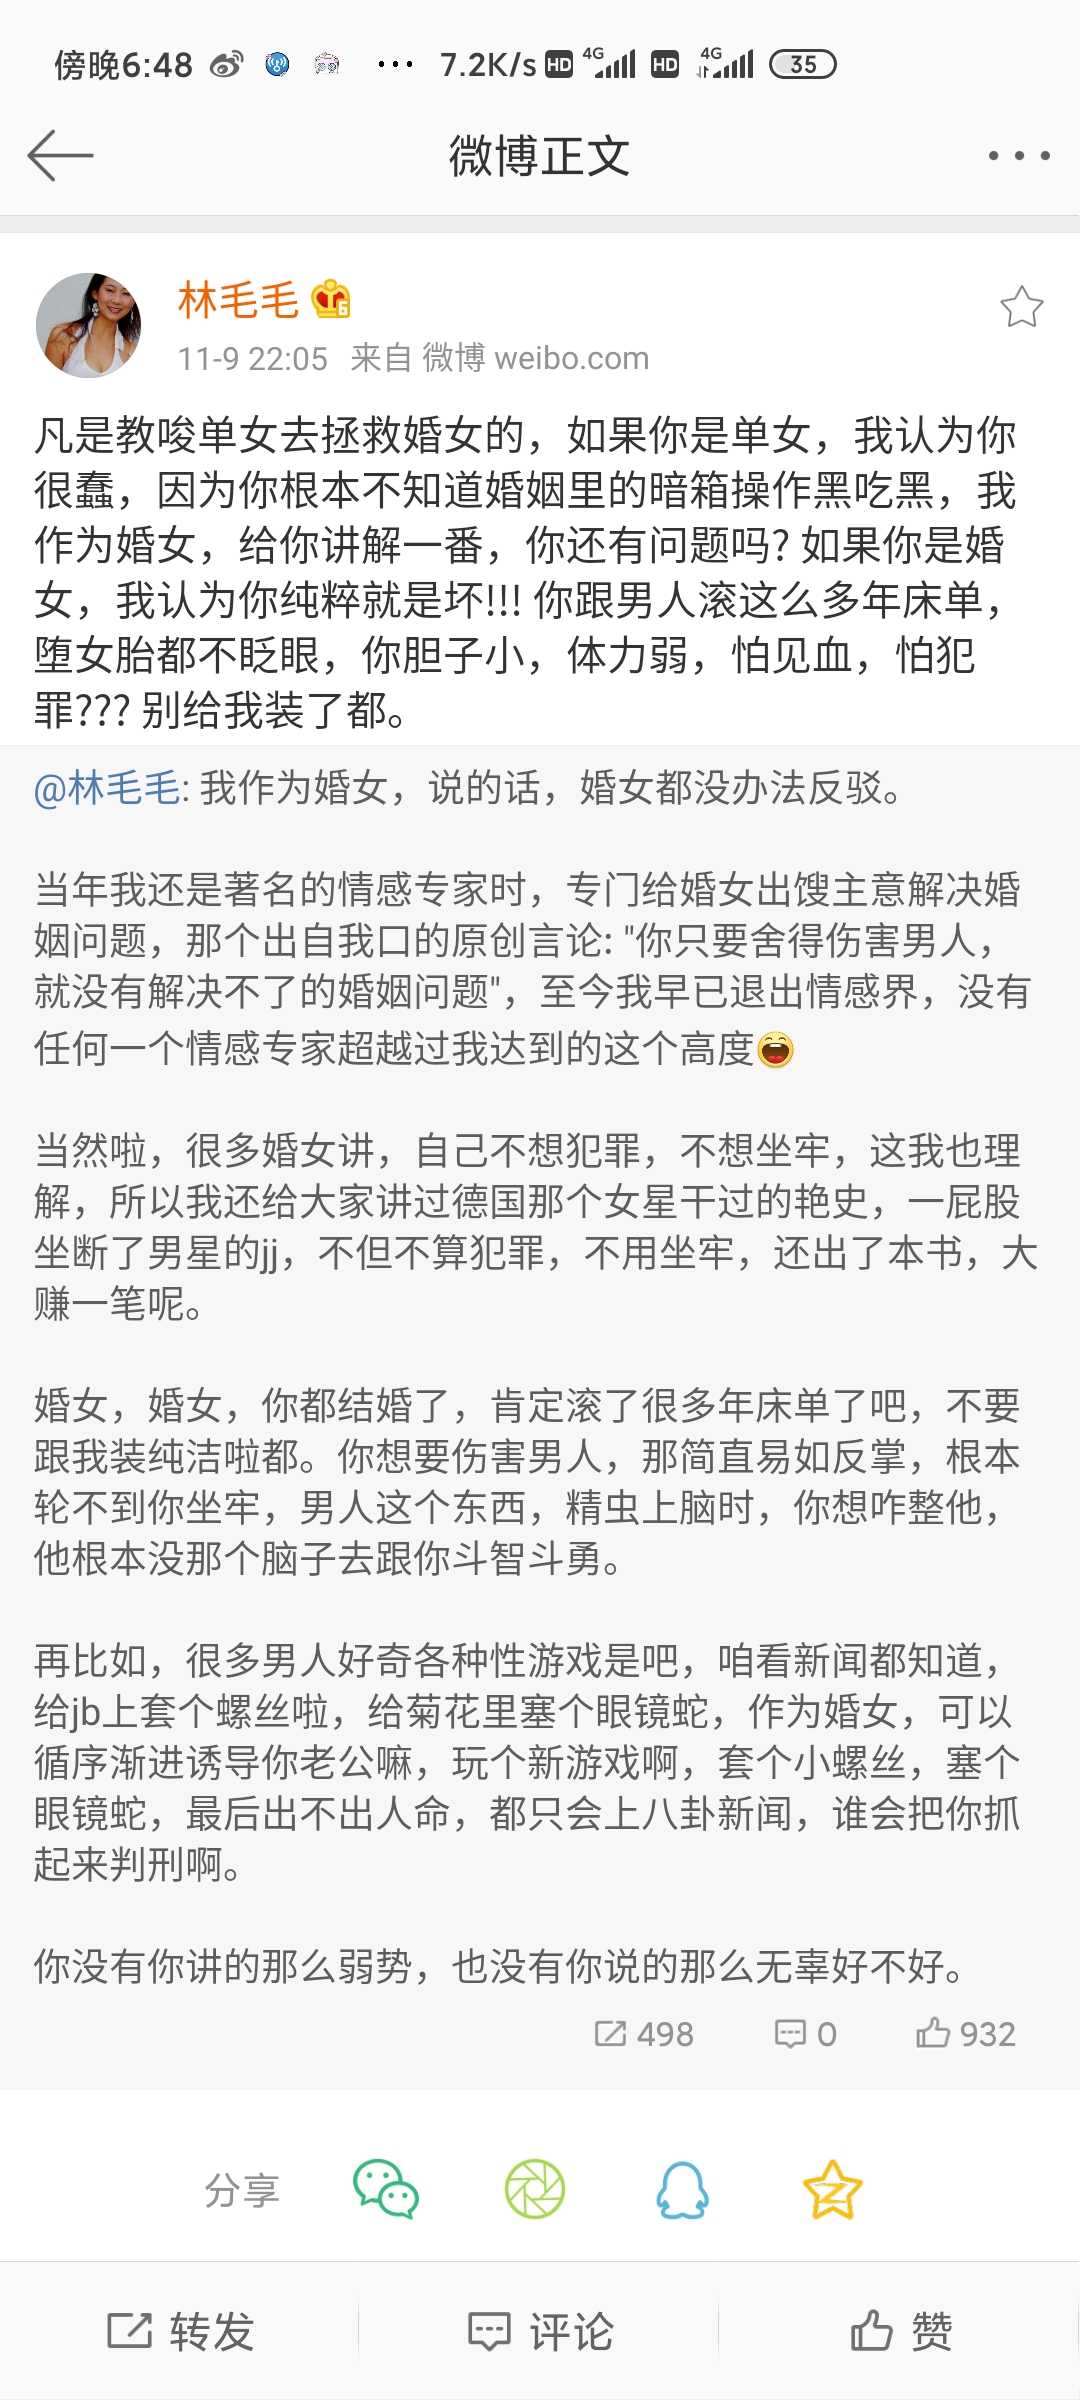 傍晚6:48 ··· 7.2K/s HD 4G HD 4G 35
微博正文
林毛毛
11-9 22:05 来自 微博 weibo.com
凡是教唆单女去拯救婚女的，如果你是单女，我认为你
很蠢，因为你根本不知道婚姻里的暗箱操作黑吃黑，我
作为婚女，给你讲解一番，你还有问题吗? 如果你是婚
女，我认为你纯粹就是坏!!! 你跟男人滚这么多年床单，
堕女胎都不眨眼，你胆子小，体力弱，怕见血，怕犯
罪??? 别给我装了都。
@林毛毛: 我作为婚女，说的话，婚女都没办法反驳。
当年我还是著名的情感专家时，专门给婚女出馊主意解决婚
姻问题，那个出自我口的原创言论: "你只要舍得伤害男人，
就没有解决不了的婚姻问题"，至今我早已退出情感界，没有
任何一个情感专家超越过我达到的这个高度😄
当然啦，很多婚女讲，自己不想犯罪，不想坐牢，这我也理
解，所以我还给大家讲过德国那个女星干过的艳史，一屁股
坐断了男星的jj，不但不算犯罪，不用坐牢，还出了本书，大
赚一笔呢。
婚女，婚女，你都结婚了，肯定滚了很多年床单了吧，不要
跟我装纯洁啦都。你想要伤害男人，那简直易如反掌，根本
轮不到你坐牢，男人这个东西，精虫上脑时，你想咋整他，
他根本没那个脑子去跟你斗智斗勇。
再比如，很多男人好奇各种性游戏是吧，咱看新闻都知道，
给jb上套个螺丝啦，给菊花里塞个眼镜蛇，作为婚女，可以
循序渐进诱导你老公嘛，玩个新游戏啊，套个小螺丝，塞个
眼镜蛇，最后出不出人命，都只会上八卦新闻，谁会把你抓
起来判刑啊。
你没有你讲的那么弱势，也没有你说的那么无辜好不好。
498 0 932
分享
转发 评论 赞